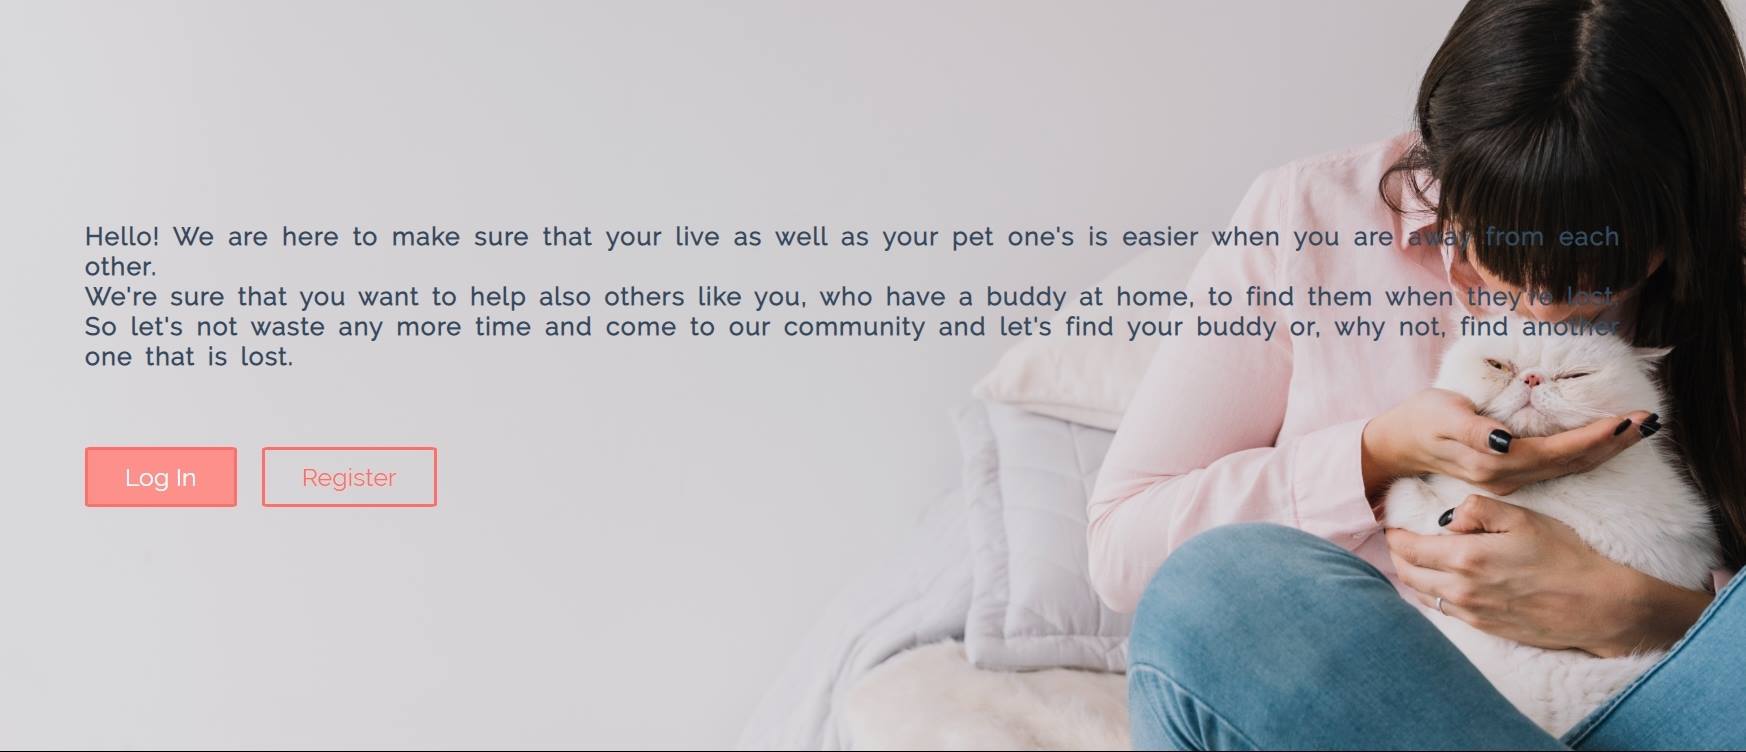 Hello! We are here to make sure that your live as well as your pet one's is easier when you are away from each
other.
We're sure that you want to help also others like you, who have a buddy at home, to find them when they're lost.
So let's not waste any more time and come to our community and let's find your buddy or, why not, find another
one that is lost.
Log In
Register